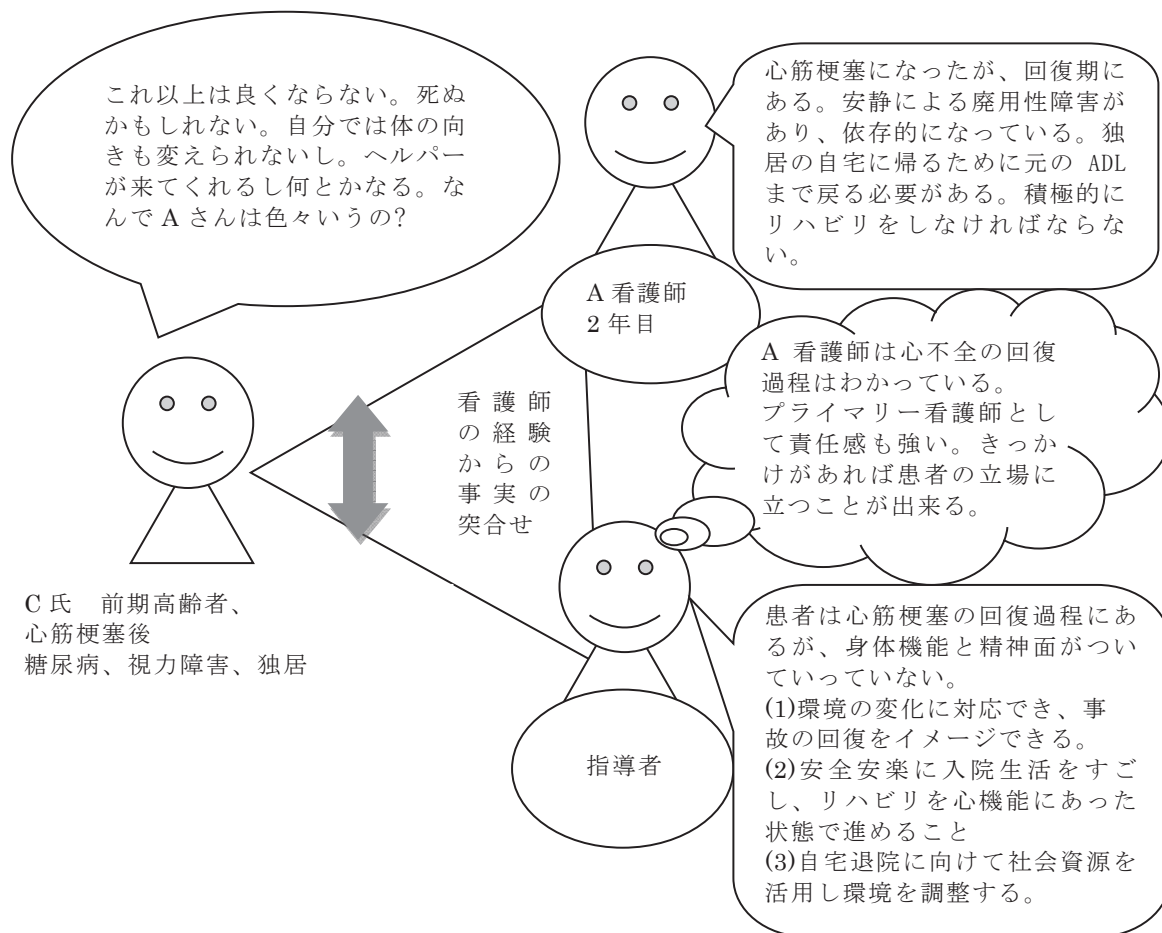 これ以上は良くならない。死ぬ
かもしれない。自分では体の向
きも変えられないし。ヘルパー
が来てくれるし何とかなる。な
んで A さんは色々いうの?
心筋梗塞になったが、回復期に
ある。安静による廃用性障害が
あり、依存的になっている。独
居の自宅に帰るために元の ADL
まで戻る必要がある。積極的に
リハビリをしなければならな
い。
A 看護師
2 年目
A 看護師は心不全の回復
過程はわかっている。
プライマリー看護師とし
て責任感も強い。きっか
けがあれば患者の立場に
立つことが出来る。
看護師
の経験
からの
事実の
突合せ
C 氏　前期高齢者、
心筋梗塞後
糖尿病、視力障害、独居
指導者
患者は心筋梗塞の回復過程にあ
るが、身体機能と精神面がつい
ていっていない。
(1)環境の変化に対応でき、事
故の回復をイメージできる。
(2)安全安楽に入院生活をすご
し、リハビリを心機能にあった
状態で進めること
(3)自宅退院に向けて社会資源を
活用し環境を調整する。